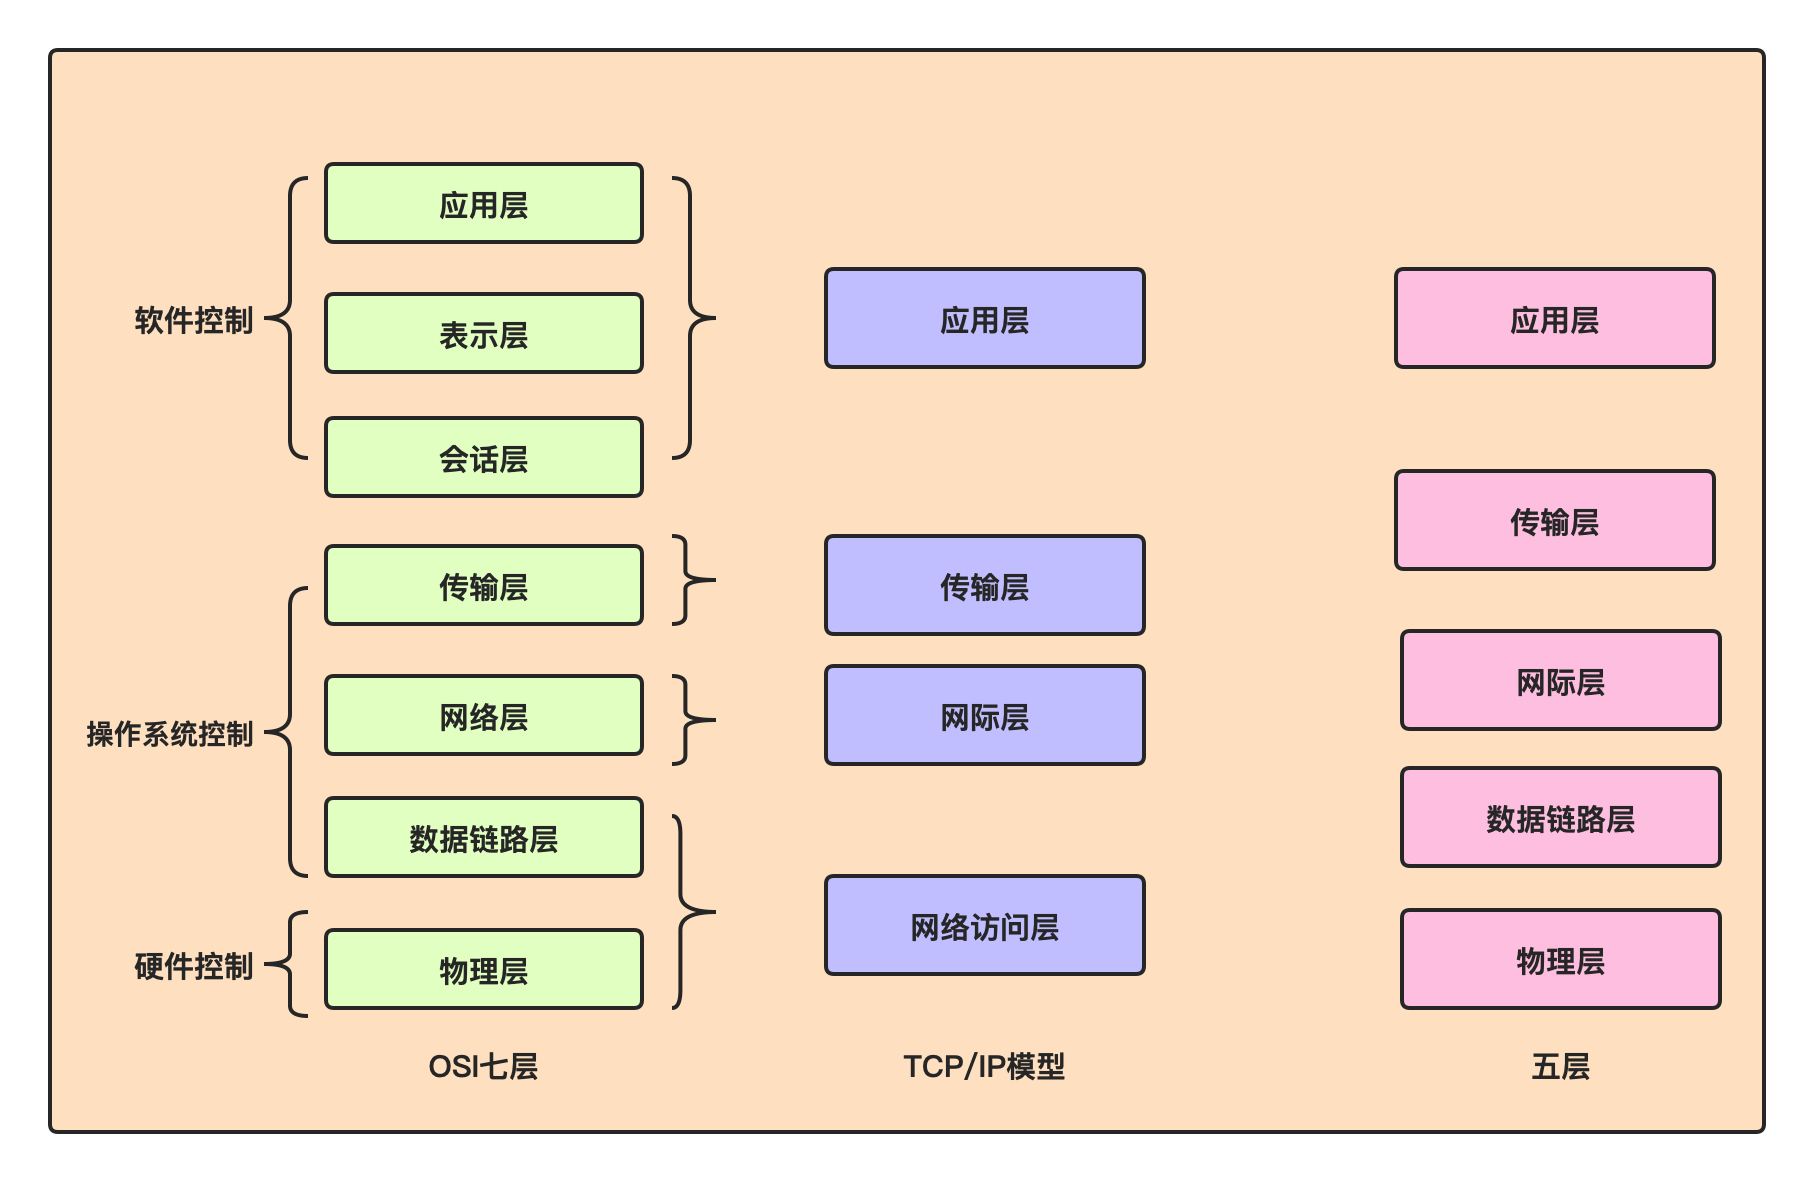 软件控制
操作系统控制
硬件控制
应用层
表示层
会话层
传输层
网络层
数据链路层
物理层
OSI七层
应用层
传输层
网际层
网络访问层
TCP/IP模型
应用层
传输层
网际层
数据链路层
物理层
五层